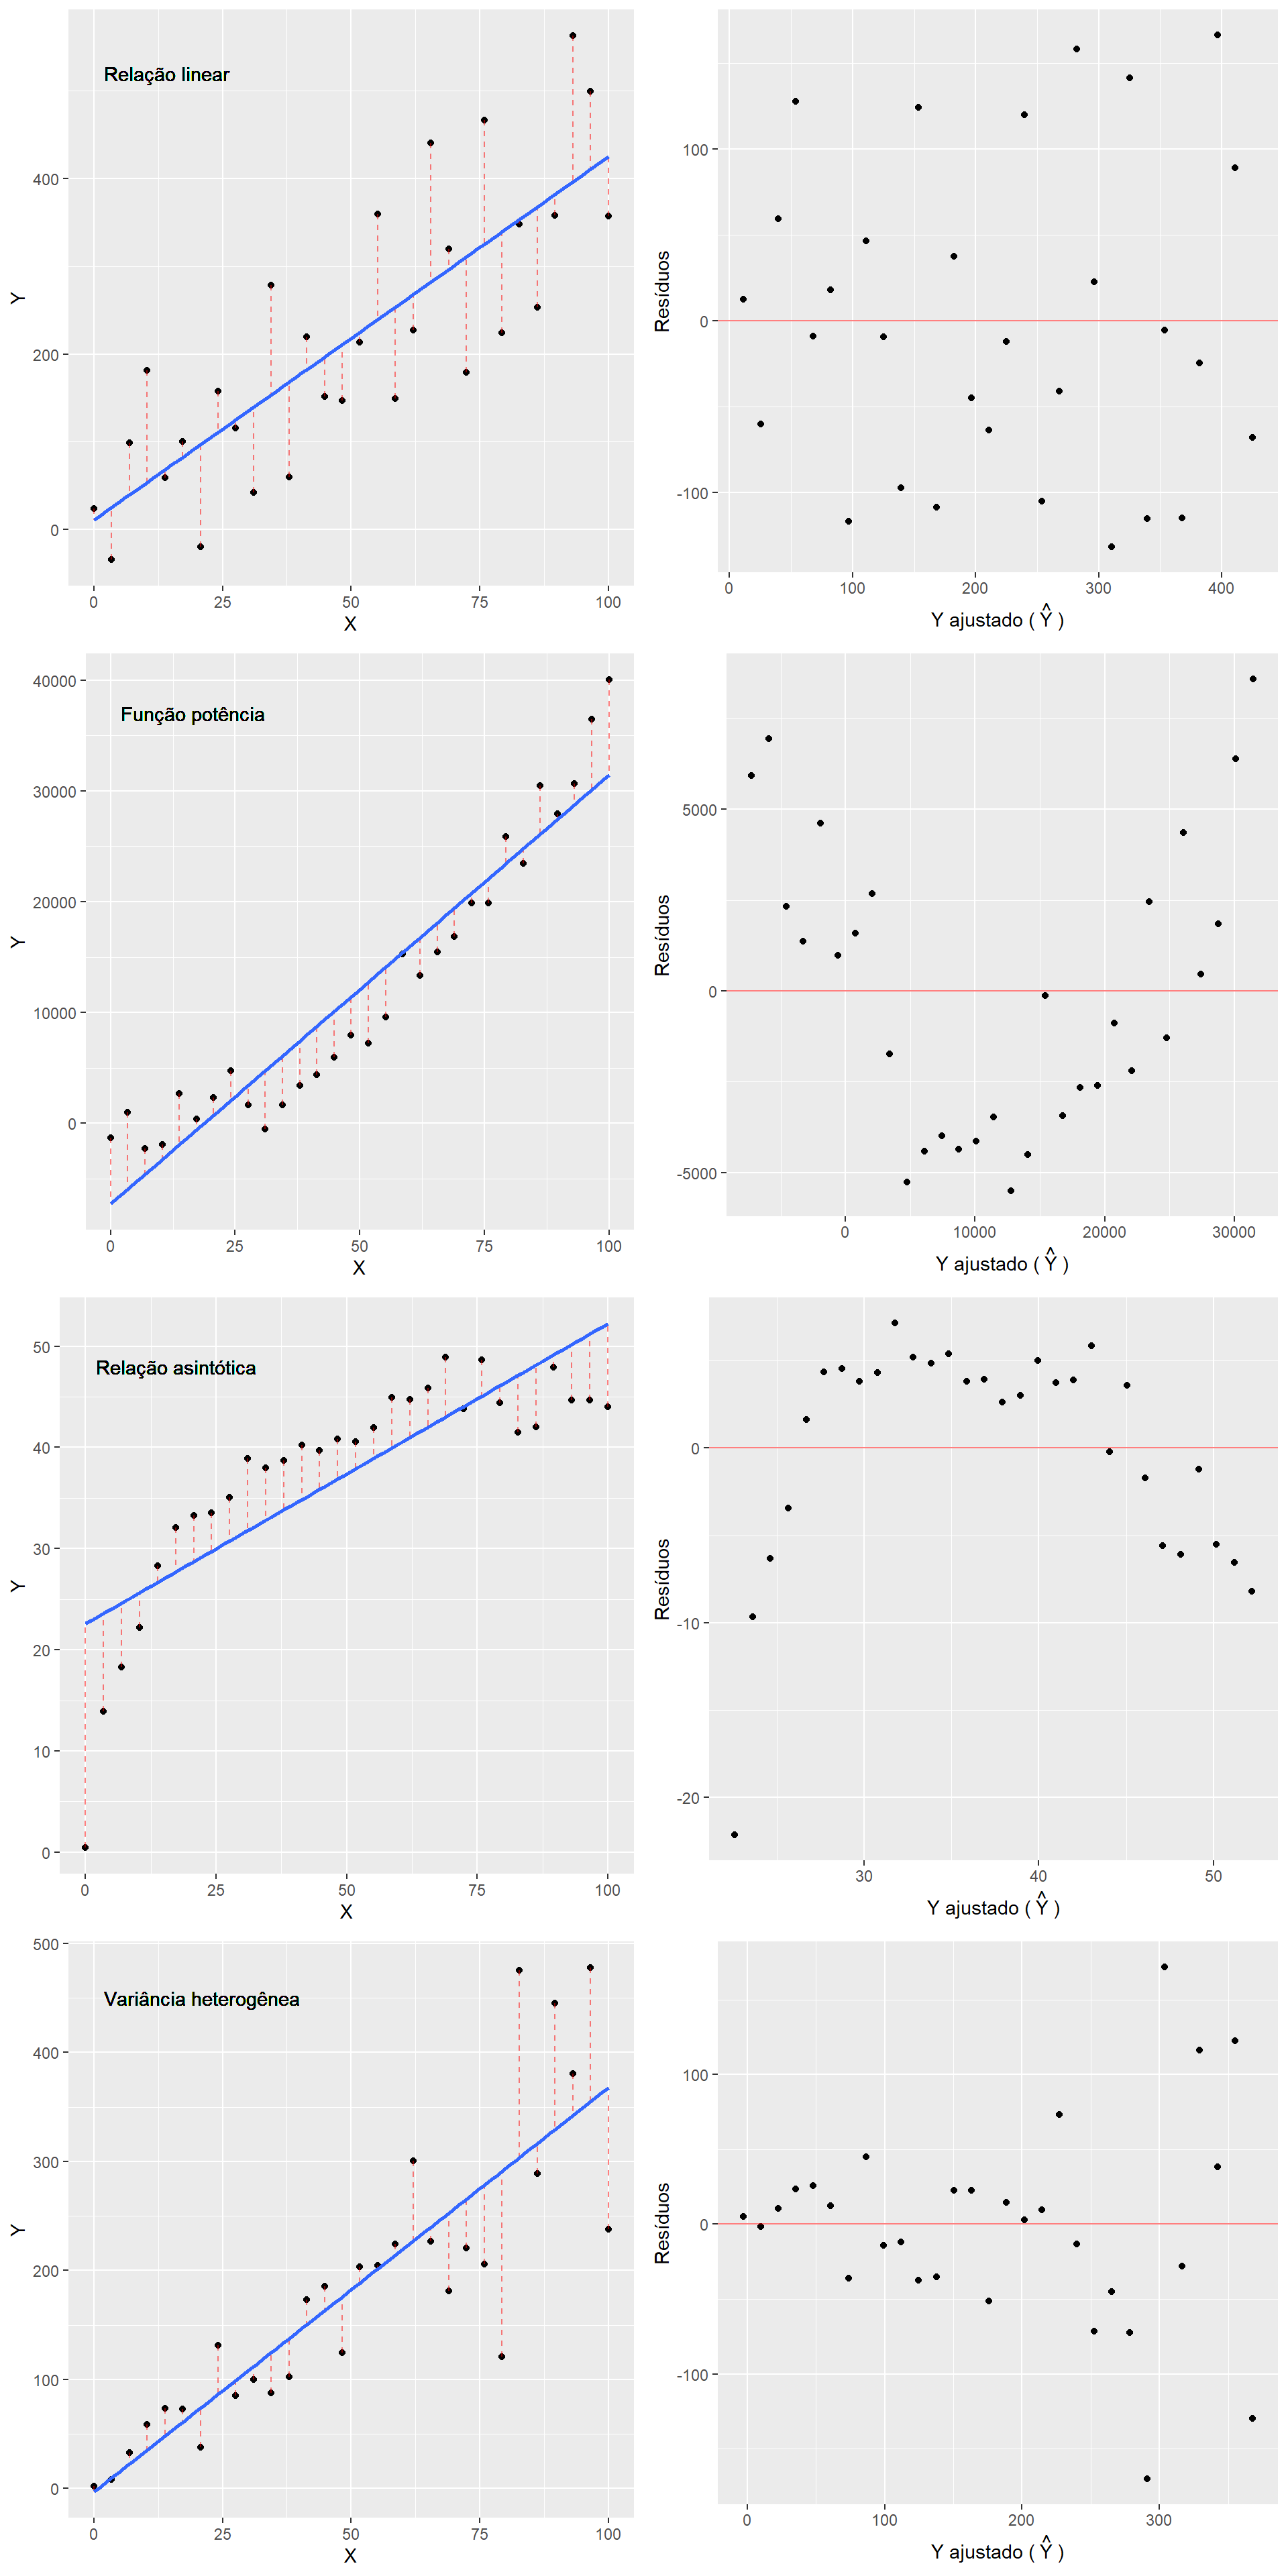 Relação linear
Y
400
200
0
0 25 50 75 100
X
Resíduos
100
0
-100
0 100 200 300 400
Y ajustado ( Ŷ )
Função potência
Y
40000
30000
20000
10000
0
0 25 50 75 100
X
Resíduos
5000
0
-5000
0 10000 20000 30000
Y ajustado ( Ŷ )
Relação asintótica
Y
50
40
30
20
10
0
0 25 50 75 100
X
Resíduos
0
-10
-20
30 40 50
Y ajustado ( Ŷ )
Variância heterogênea
Y
500
400
300
200
100
0
0 25 50 75 100
X
Resíduos
100
0
-100
0 100 200 300
Y ajustado ( Ŷ )